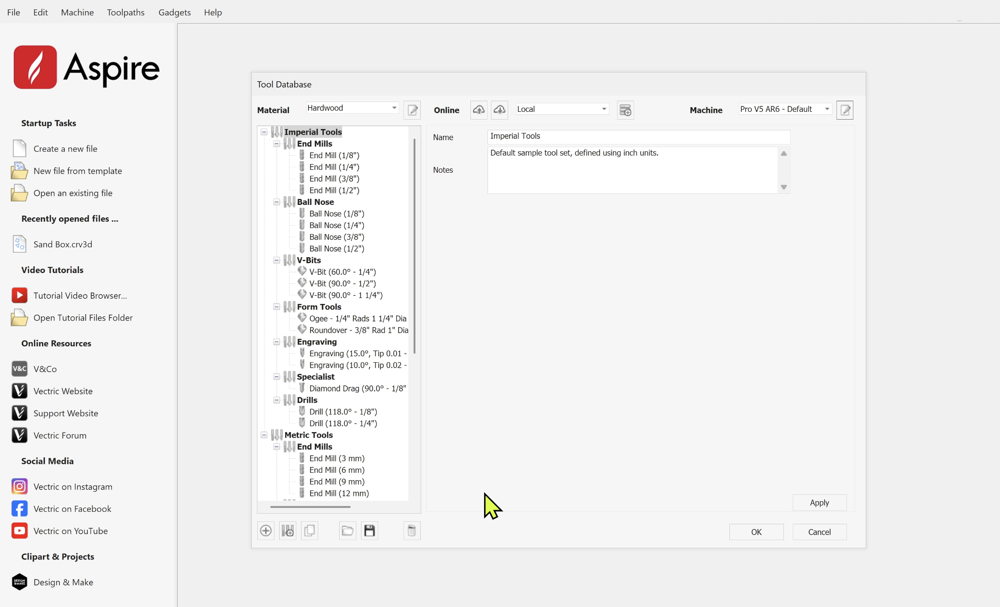 File Edit Machine Toolpaths Gadgets Help
Aspire
Startup Tasks
Create a new file
New file from template
Open an existing file
Recently opened files ...
Sand Box.crv3d
Video Tutorials
Tutorial Video Browser...
Open Tutorial Files Folder
Online Resources
V&C V&Co
Vectric Website
Support Website
Vectric Forum
Social Media
Vectric on Instagram
Vectric on Facebook
Vectric on YouTube
Clipart & Projects
DESIGN
&MAKE
Design & Make
Tool Database
Material Hardwood Online Local Machine Pro V5 AR6 - Default
Imperial Tools
End Mills
End Mill (1/8")
End Mill (1/4")
End Mill (3/8")
End Mill (1/2")
Ball Nose
Ball Nose (1/8")
Ball Nose (1/4")
Ball Nose (3/8")
Ball Nose (1/2")
V-Bits
V-Bit (60.0° - 1/4")
V-Bit (90.0° - 1/2")
V-Bit (90.0° - 1 1/4")
Form Tools
Ogee - 1/4" Rads 1 1/4" Dia
Roundover - 3/8" Rad 1" Dia
Engraving
Engraving (15.0°, Tip 0.01 -
Engraving (10.0°, Tip 0.02 -
Specialist
Diamond Drag (90.0° - 1/8"
Drills
Drill (118.0° - 1/8")
Drill (118.0° - 1/4")
Metric Tools
End Mills
End Mill (3 mm)
End Mill (6 mm)
End Mill (9 mm)
End Mill (12 mm)
Name Imperial Tools
Notes Default sample tool set, defined using inch units.
Apply
OK Cancel